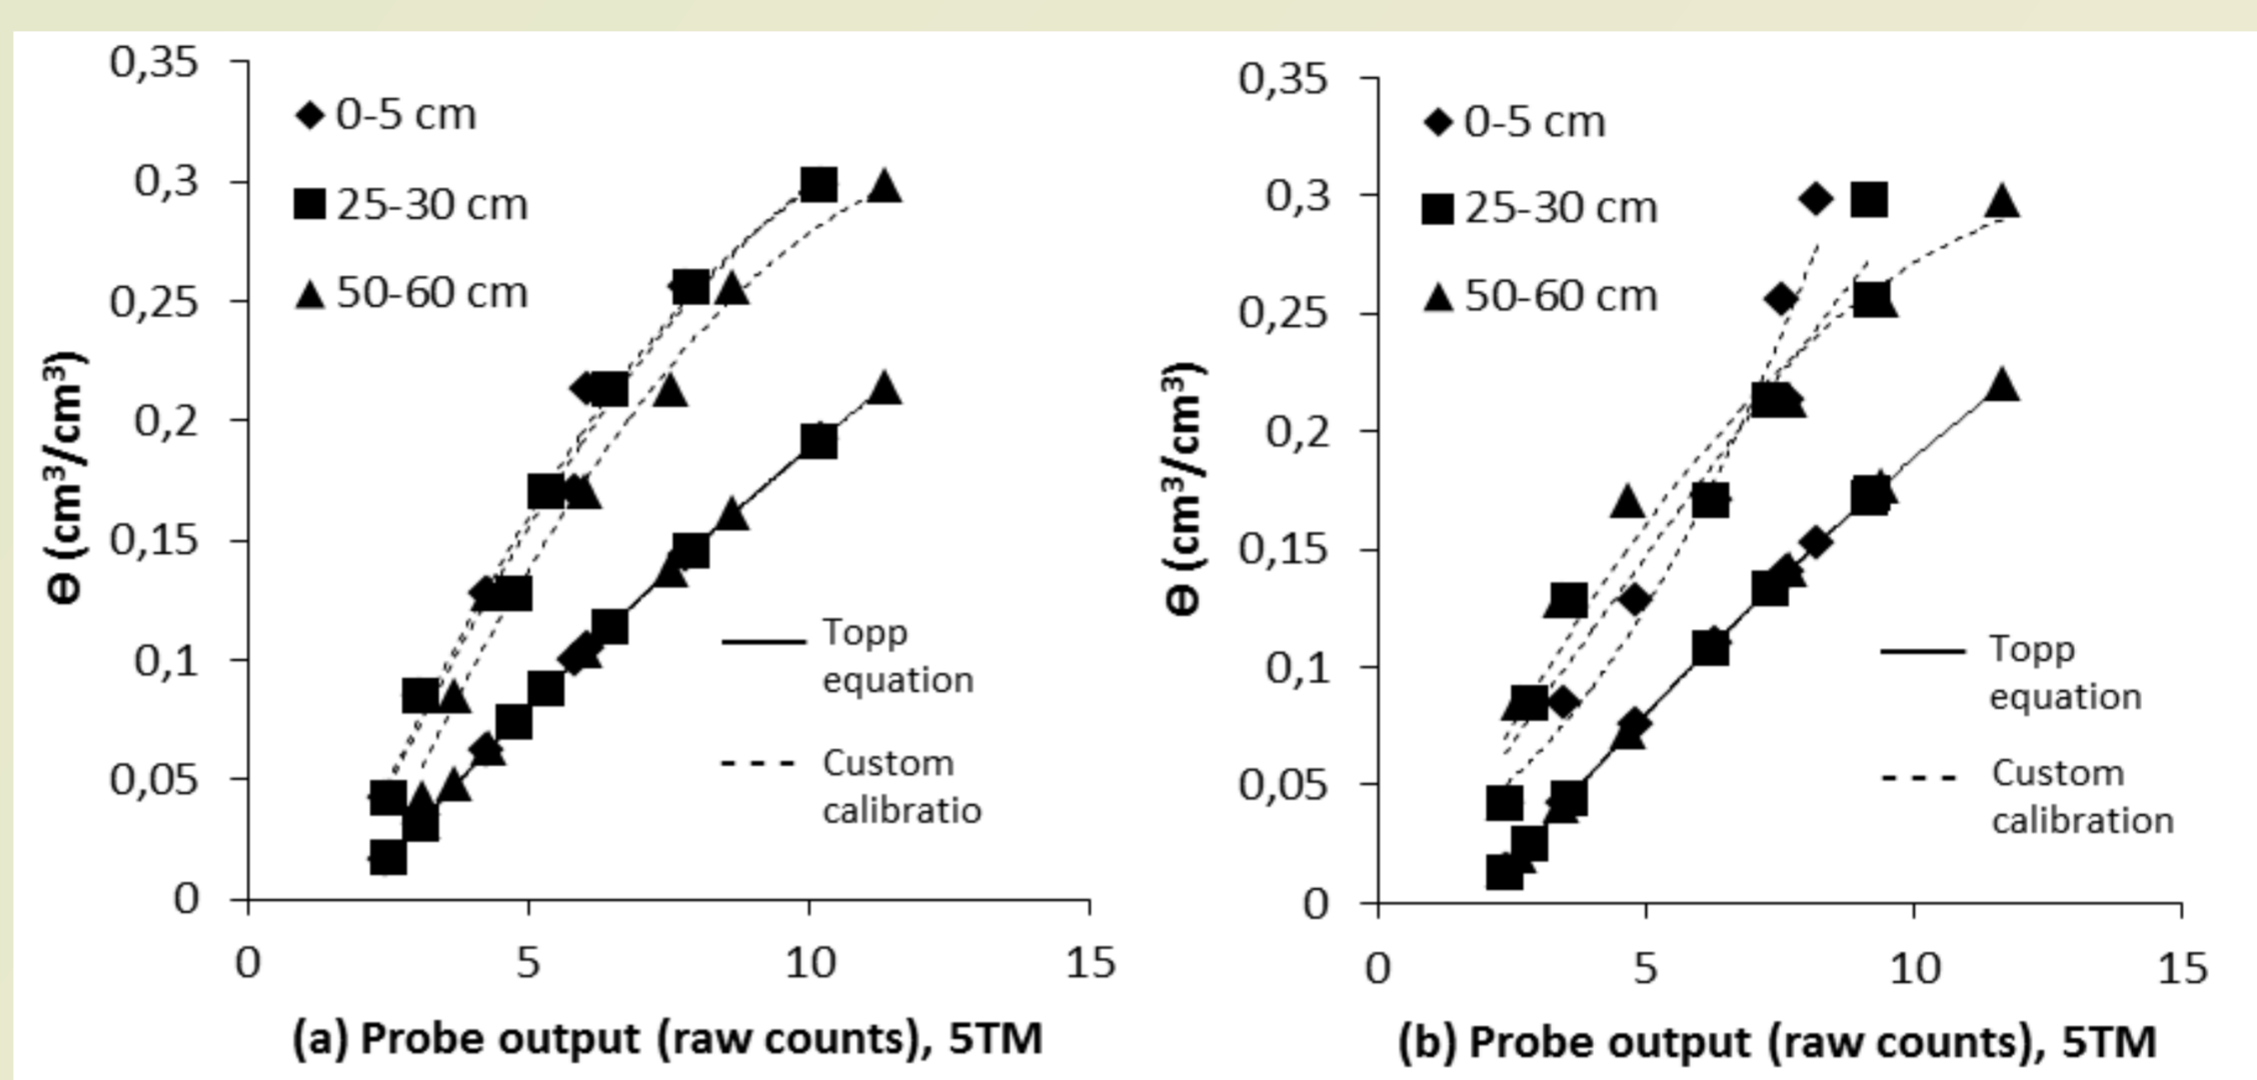 0,35
0,3
0,25
0,2
0,15
0,1
0,05
0
0
5
10
15
ϴ (cm³/cm³)
0-5 cm
25-30 cm
50-60 cm
Topp
equation
Custom
calibratio
(a) Probe output (raw counts), 5TM
0,35
0,3
0,25
0,2
0,15
0,1
0,05
0
0
5
10
15
ϴ (cm³/cm³)
0-5 cm
25-30 cm
50-60 cm
Topp
equation
Custom
calibration
(b) Probe output (raw counts), 5TM